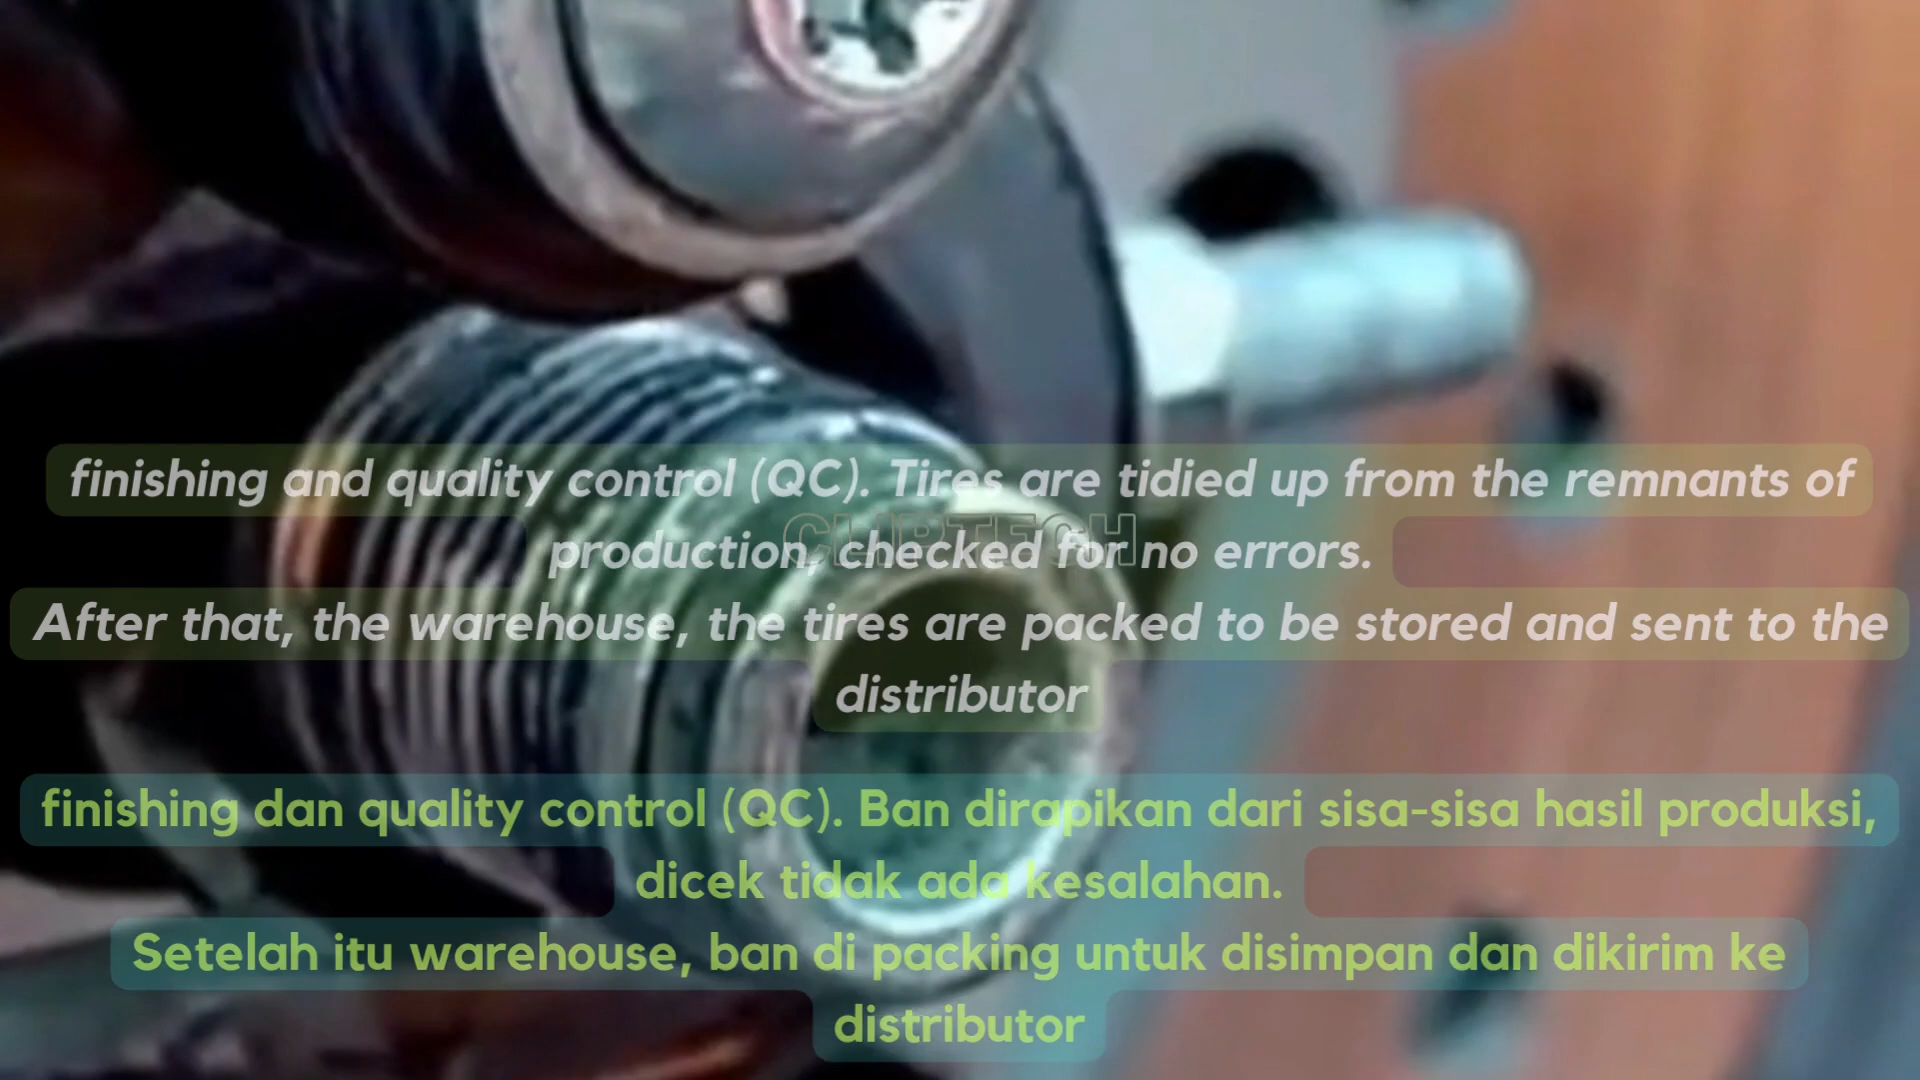 finishing and quality control (QC). Tires are tidied up from the remnants of
production, checked for no errors.
CLIPTECH
After that, the warehouse, the tires are packed to be stored and sent to the
distributor
finishing dan quality control (QC). Ban dirapikan dari sisa-sisa hasil produksi,
dicek tidak ada kesalahan.
Setelah itu warehouse, ban di packing untuk disimpan dan dikirim ke
distributor